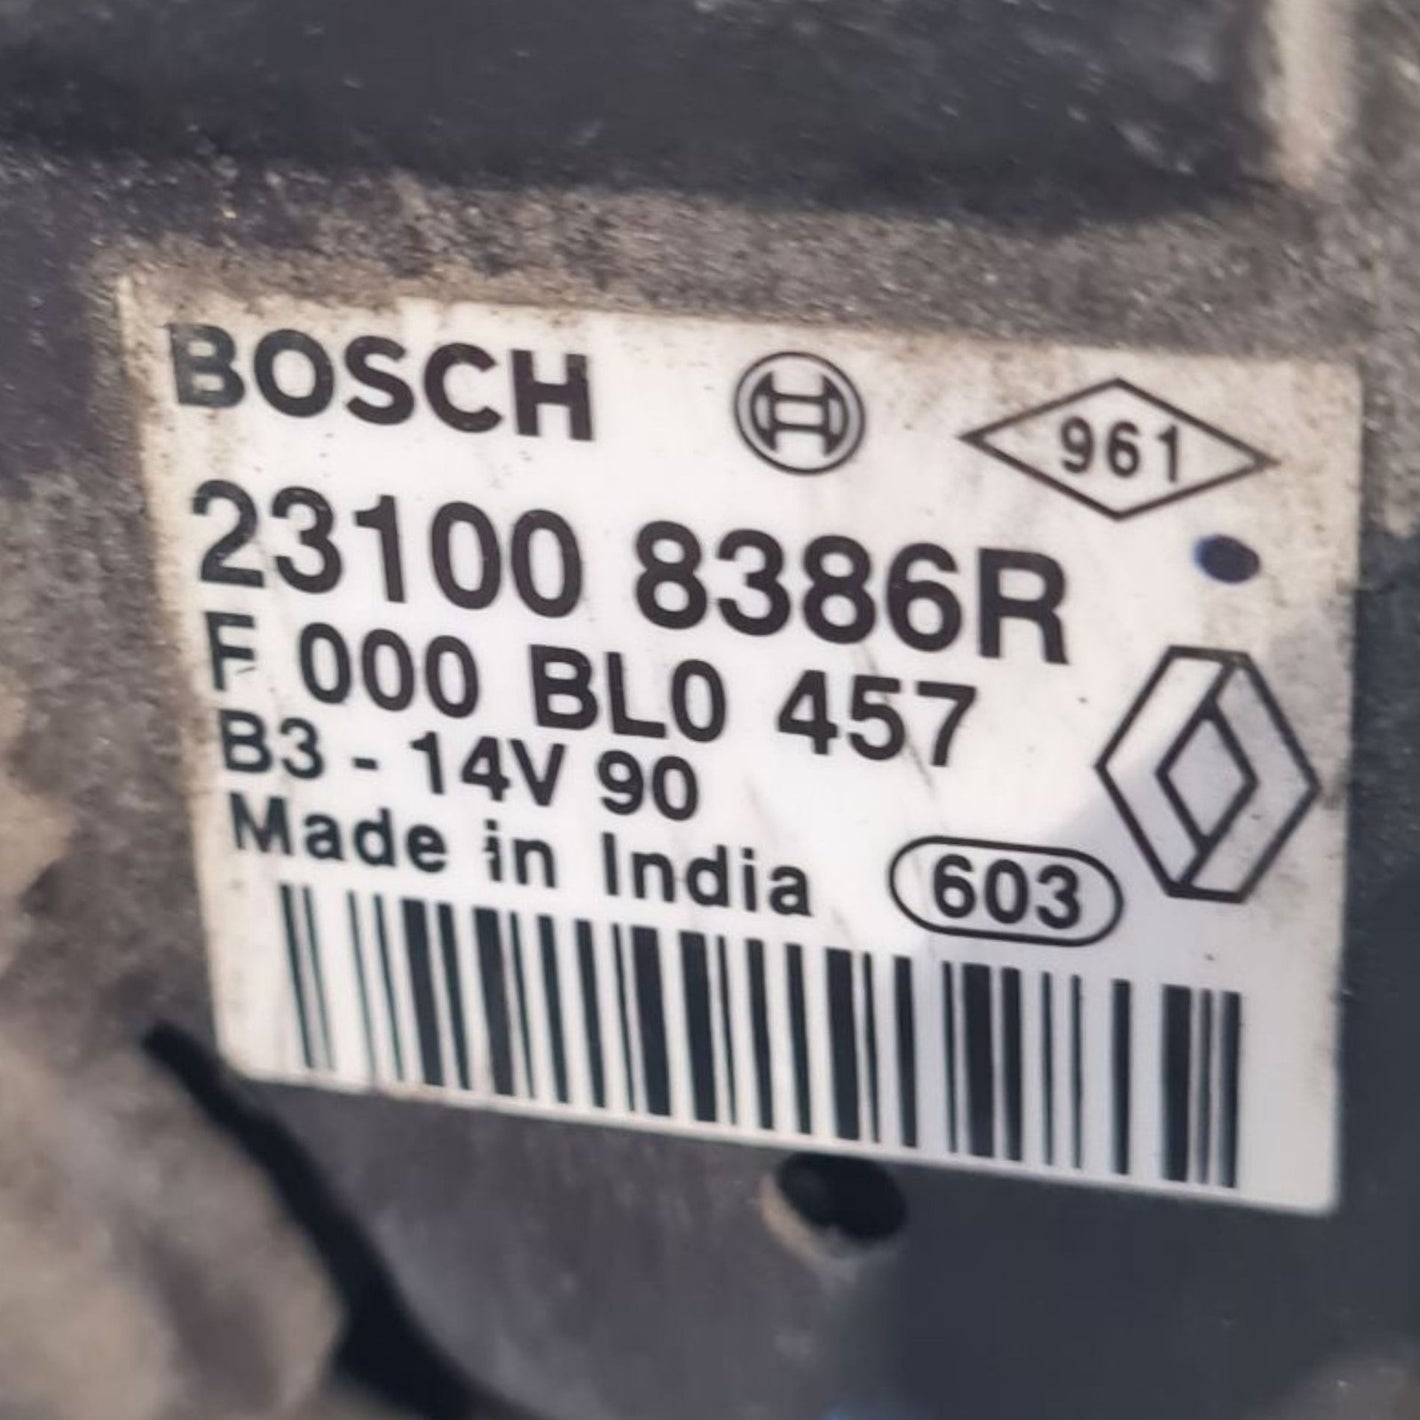 BOSCH 961
23100 8386R
F 000 BL0 457
B3 - 14V 90
Made in India 603